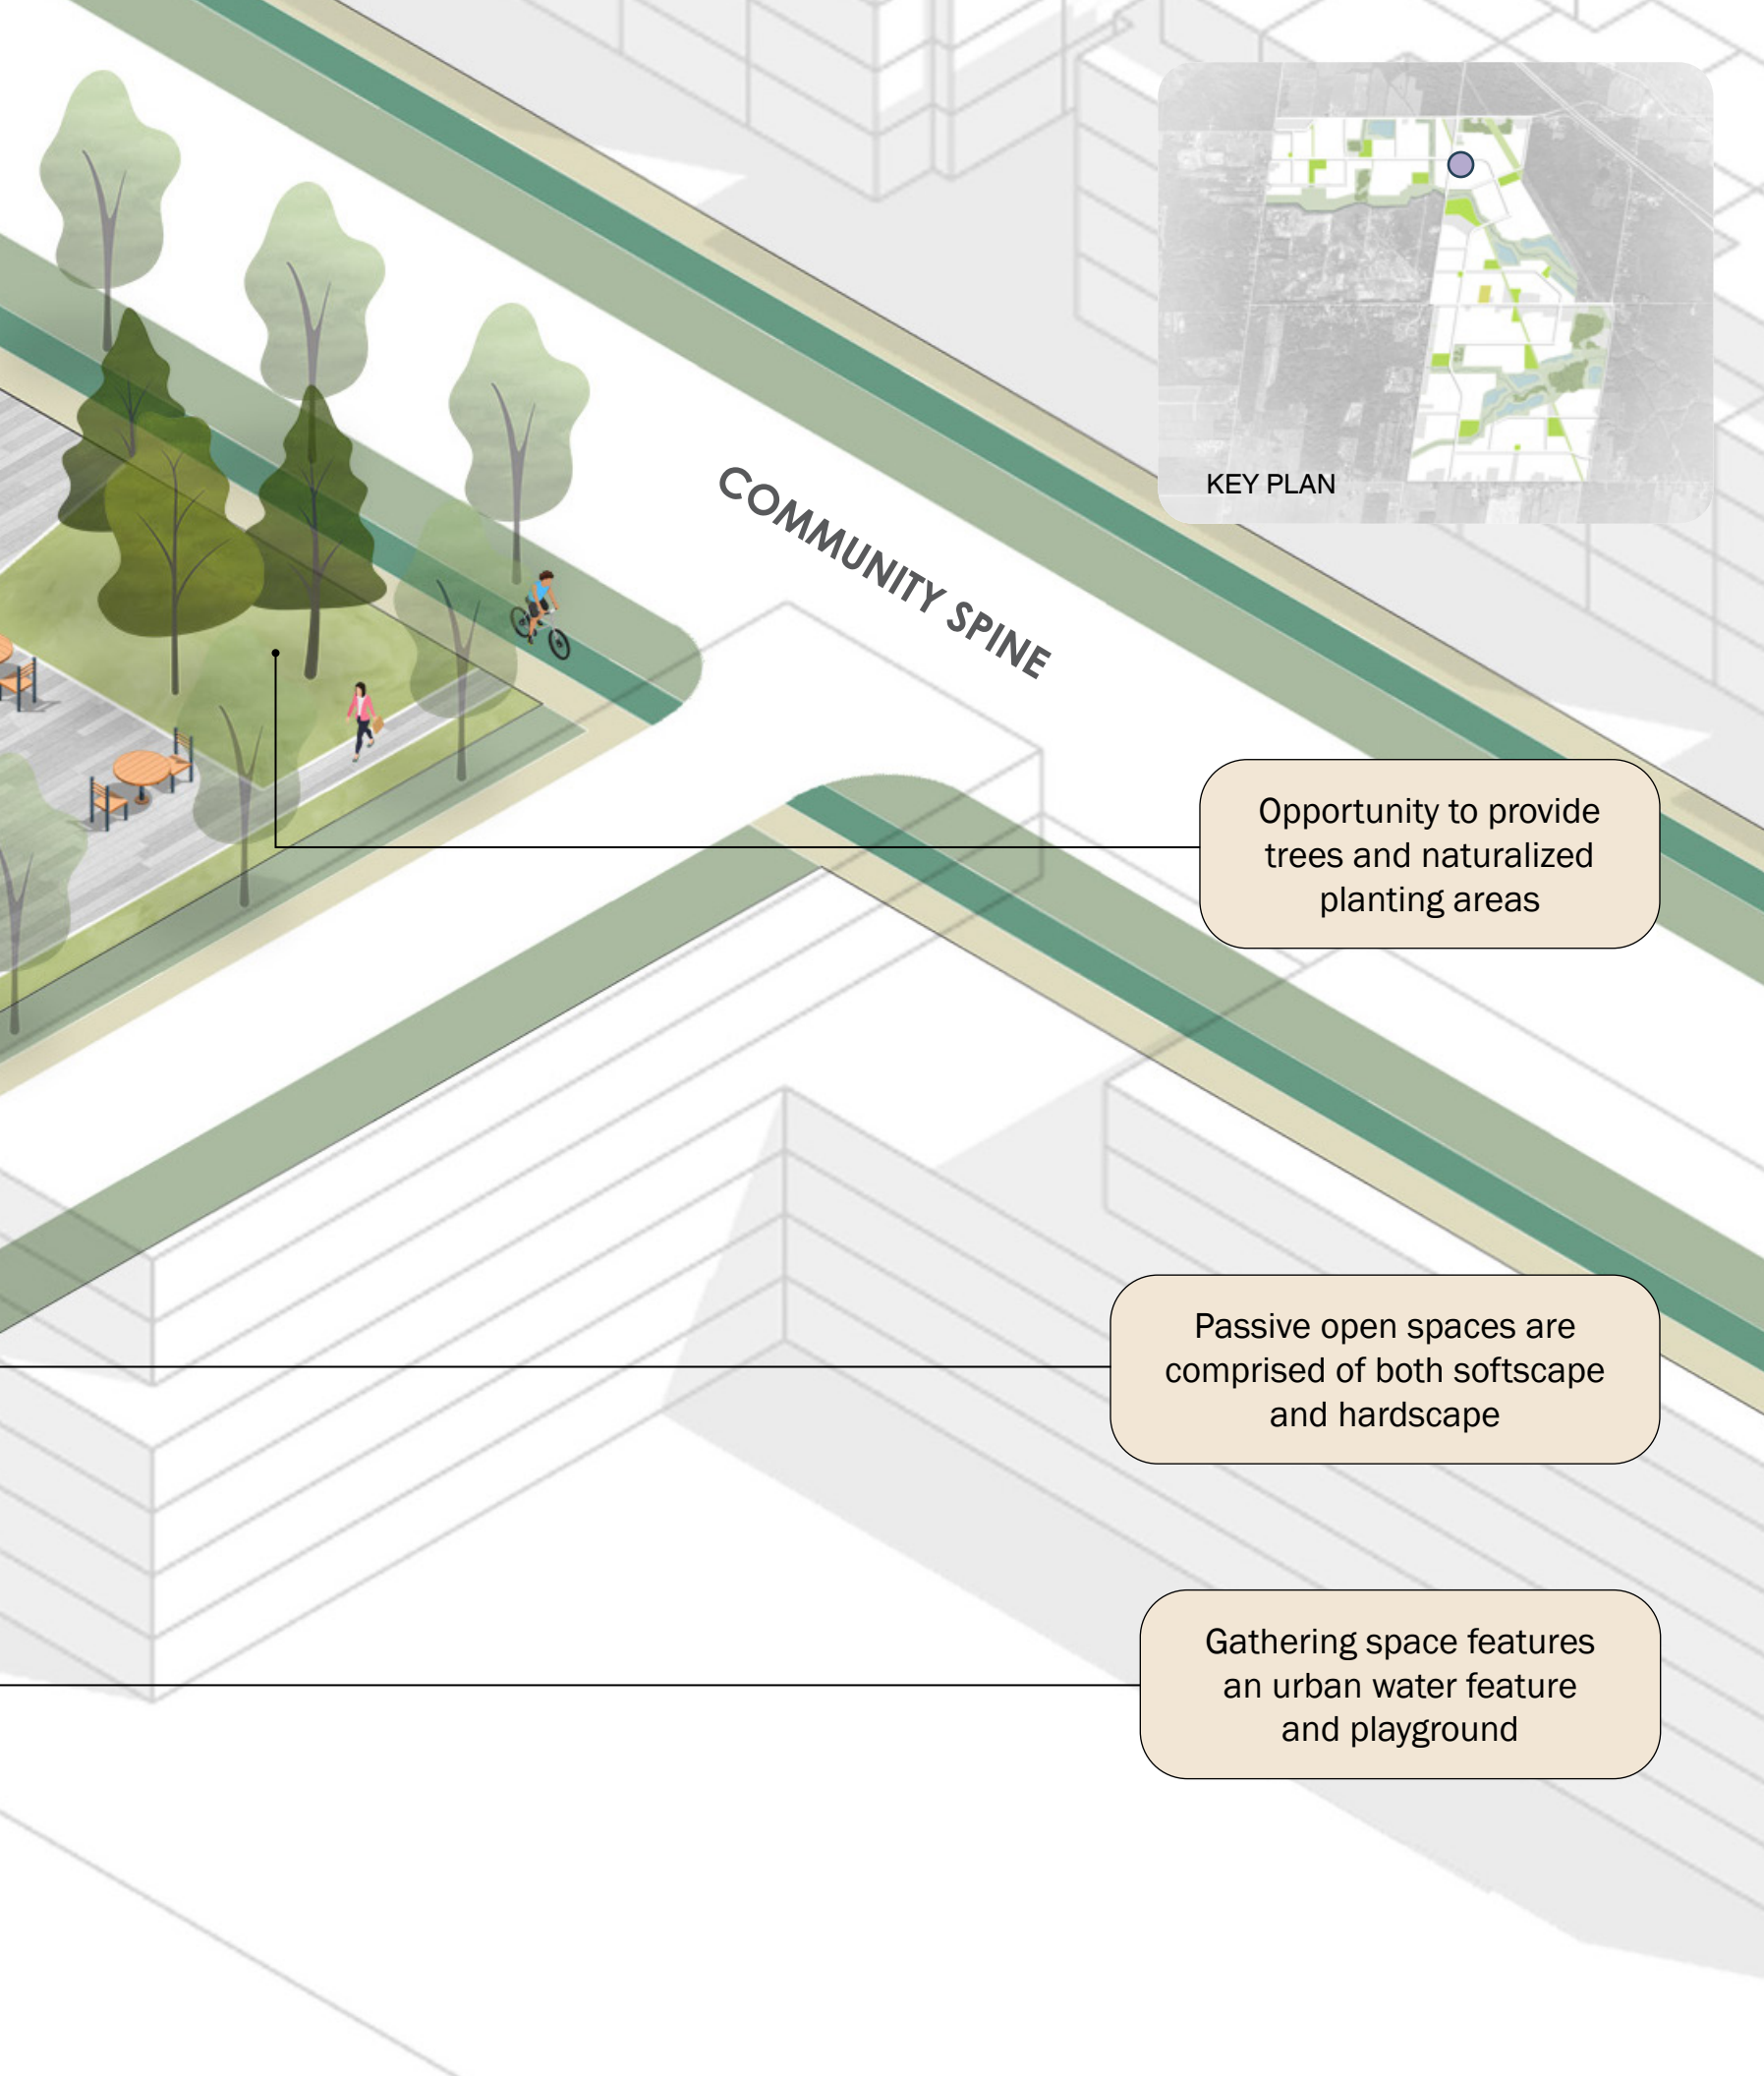 KEY PLAN
COMMUNITY SPINE
Opportunity to provide
trees and naturalized
planting areas
Passive open spaces are
comprised of both softscape
and hardscape
Gathering space features
an urban water feature
and playground